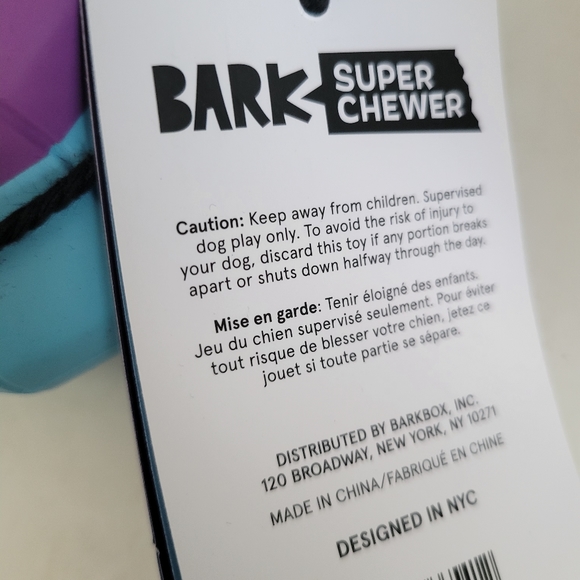 BARK
SUPER
CHEWER
Caution: Keep away from children. Supervised
dog play only. To avoid the risk of injury to
your dog, discard this toy if any portion breaks
apart or shuts down halfway through the day.
Mise en garde: Tenir éloigné des enfants.
Jeu du chien supervisé seulement. Pour éviter
tout risque de blesser votre chien, jetez ce
jouet si toute partie se sépare.
DISTRIBUTED BY BARKBOX, INC.
120 BROADWAY, NEW YORK, NY 10271
MADE IN CHINA/FABRIQUÉ EN CHINE
DESIGNED IN NYC